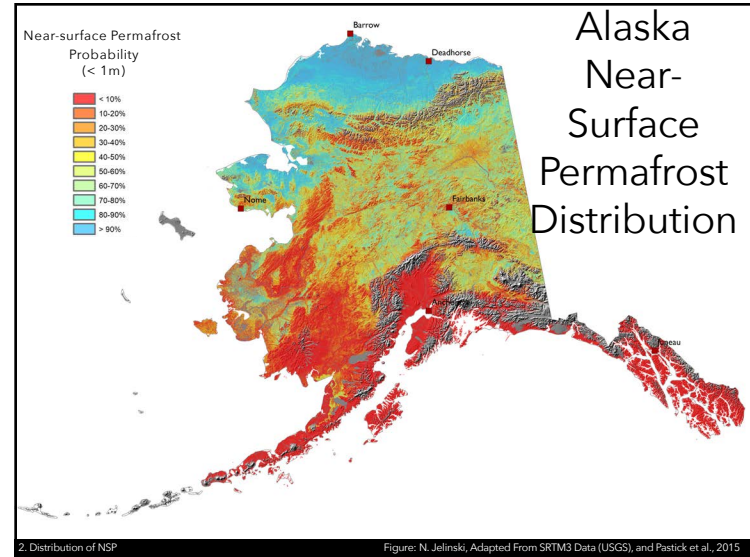 Near-surface Permafrost
Probability
(< 1m)
< 10%
10-20%
20-30%
30-40%
40-50%
50-60%
60-70%
70-80%
80-90%
> 90%
Alaska
Near-
Surface
Permafrost
Distribution
Barrow
Deadhorse
Nome
Fairbanks
Anchorage
Juneau
2. Distribution of NSP
Figure: N. Jelinski, Adapted From SRTM3 Data (USGS), and Pastick et al., 2015